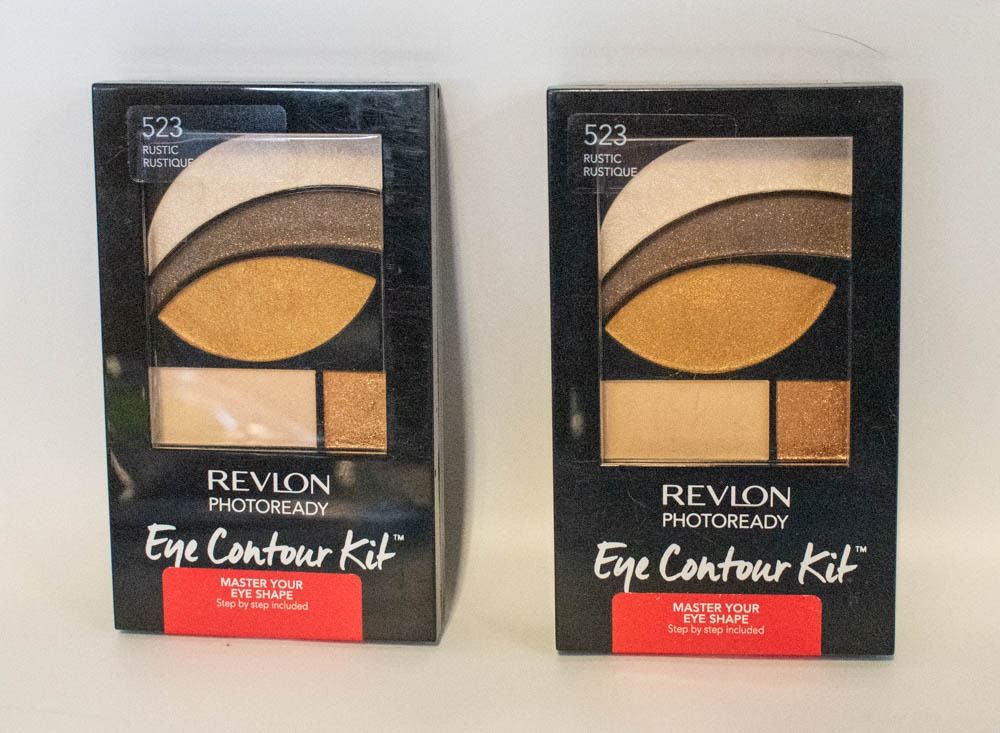 523
RUSTIC
RUSTIQUE
REVLON
PHOTOREADY
Eye Contour Kit™
MASTER YOUR
EYE SHAPE
Step by step included
523
RUSTIC
RUSTIQUE
REVLON
PHOTOREADY
Eye Contour Kit™
MASTER YOUR
EYE SHAPE
Step by step included